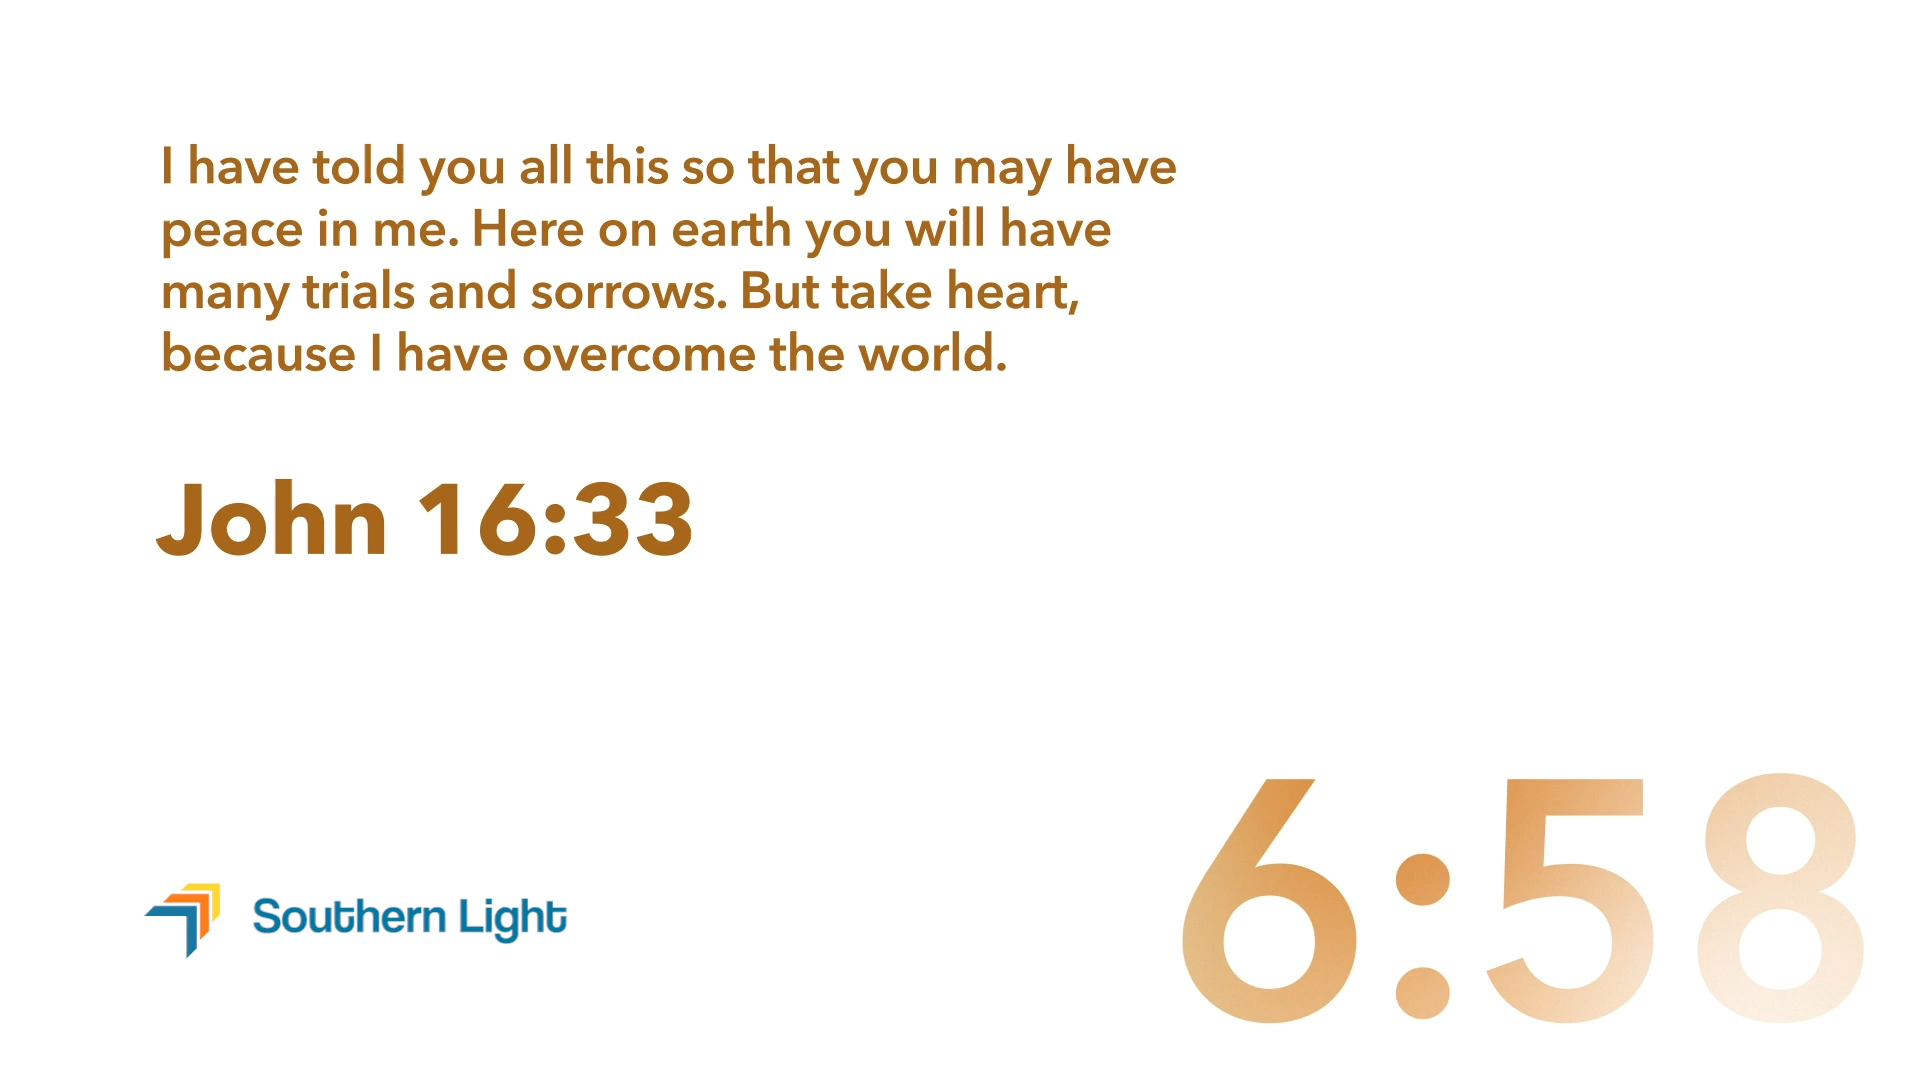 I have told you all this so that you may have
peace in me. Here on earth you will have
many trials and sorrows. But take heart,
because I have overcome the world.
John 16:33
Southern Light
6:58